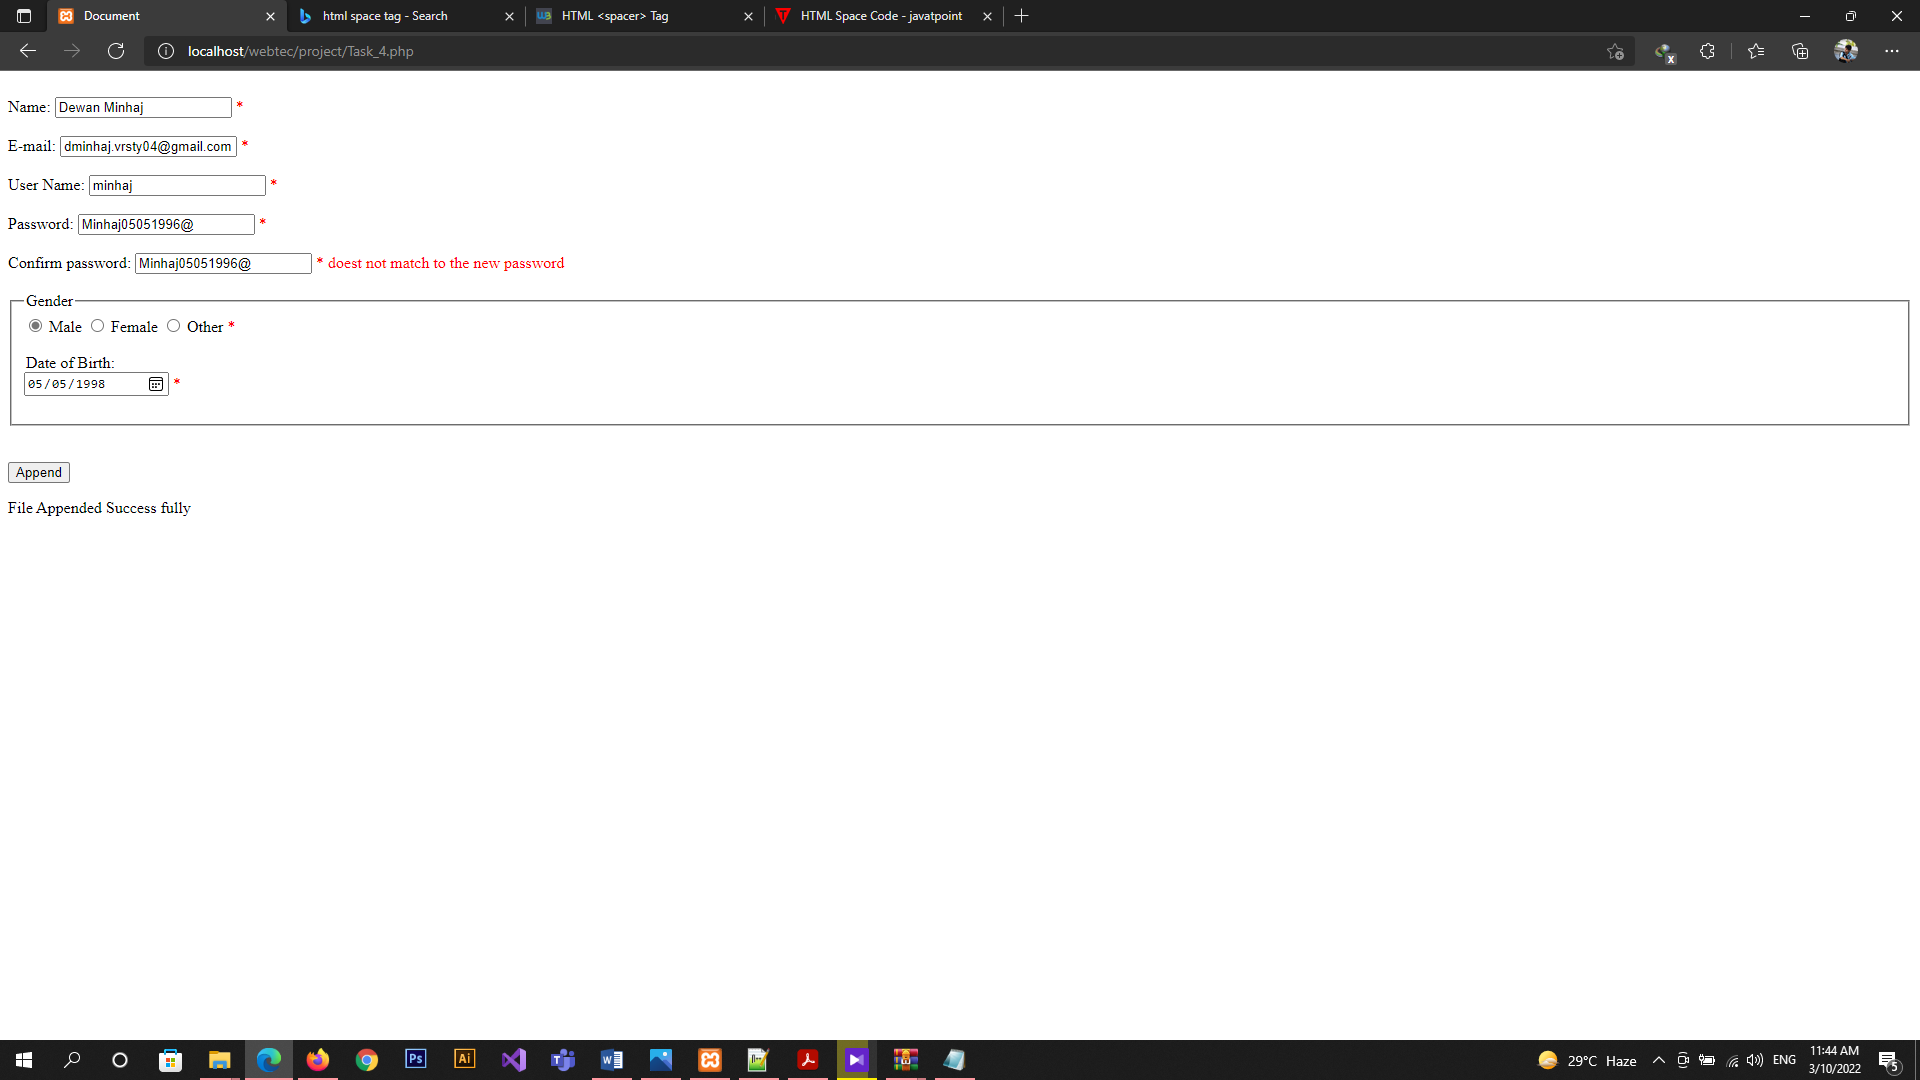 Document
html space tag - Search
HTML <spacer> Tag
HTML Space Code - javatpoint
localhost/webtec/project/Task_4.php
Name: Dewan Minhaj *
E-mail: dminhaj.vrsty04@gmail.com *
User Name: minhaj *
Password: Minhaj05051996@ *
Confirm password: Minhaj05051996@ * doest not match to the new password
Gender
Male Female Other *
Date of Birth:
05/05/1998 *
Append
File Appended Success fully
Ps
Ai
29°C Haze
ENG
11:44 AM
3/10/2022
5